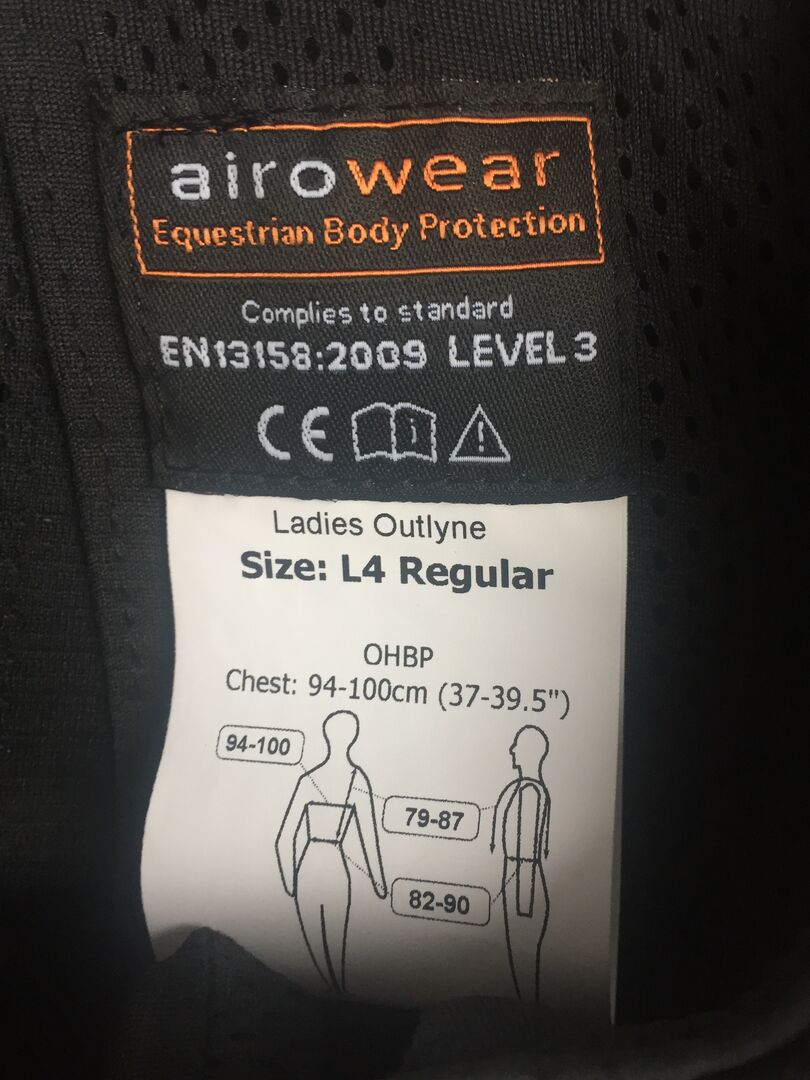 airowear
Equestrian Body Protection
Complies to standard
EN13158:2009 LEVEL 3
CE
Ladies Outlyne
Size: L4 Regular
OHBP
Chest: 94-100cm (37-39.5")
94-100
79-87
82-90